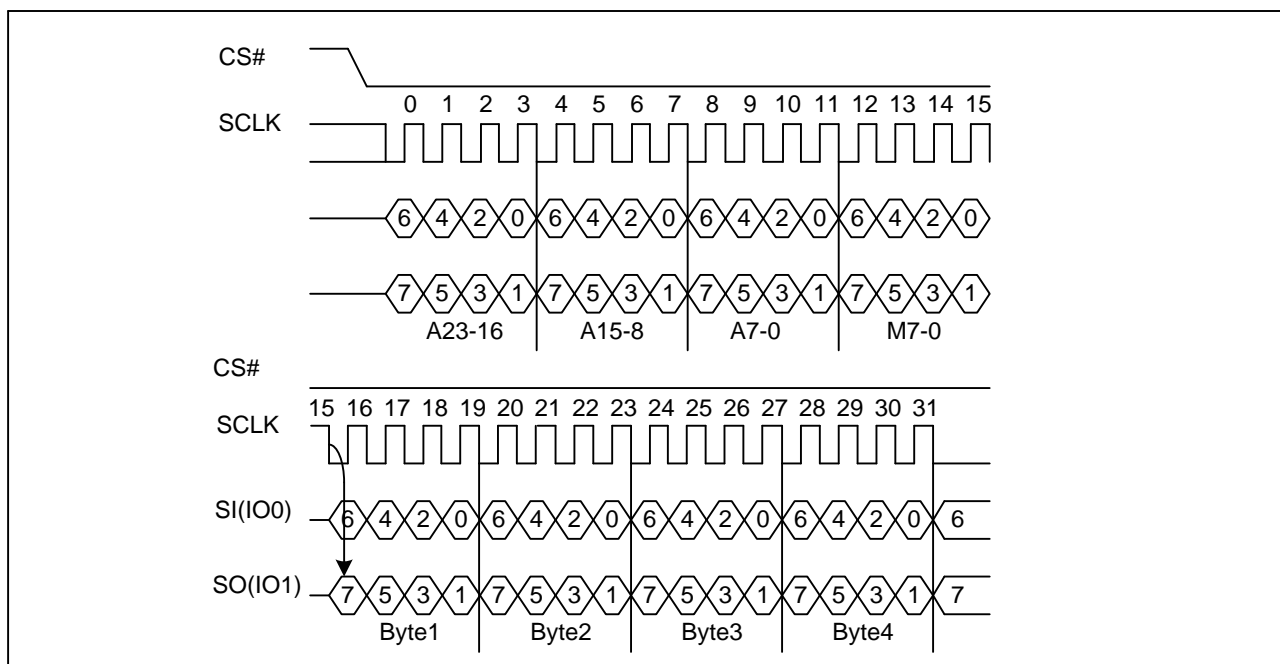 CS#
0 1 2 3 4 5 6 7 8 9 10 11 12 13 14 15
SCLK
6 4 2 0 6 4 2 0 6 4 2 0 6 4 2 0
7 5 3 1 7 5 3 1 7 5 3 1 7 5 3 1
A23-16 A15-8 A7-0 M7-0
CS#
15 16 17 18 19 20 21 22 23 24 25 26 27 28 29 30 31
SCLK
SI(IO0) 6 4 2 0 6 4 2 0 6 4 2 0 6 4 2 0 6
SO(IO1) 7 5 3 1 7 5 3 1 7 5 3 1 7 5 3 1 7
Byte1 Byte2 Byte3 Byte4